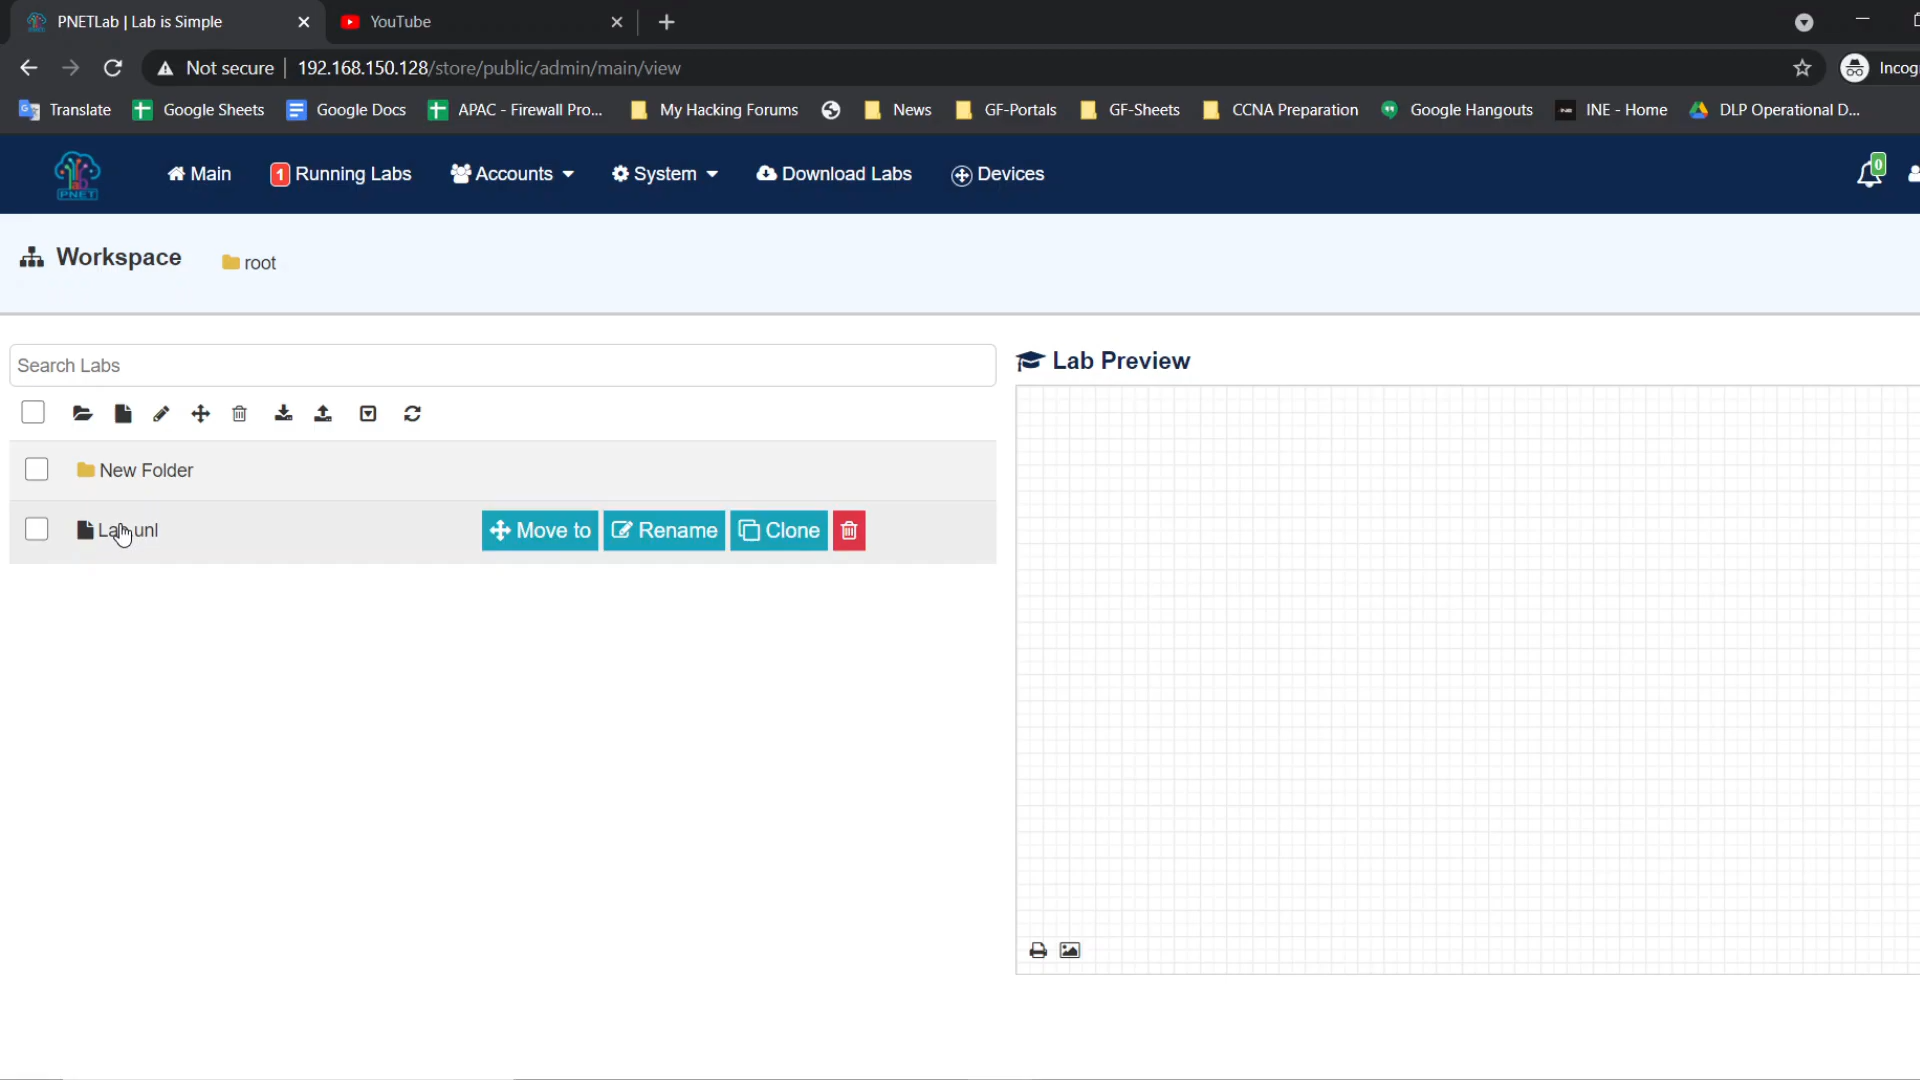 PNETLab | Lab is Simple YouTube
Not secure 192.168.150.128/store/public/admin/main/view
Translate Google Sheets Google Docs APAC - Firewall Pro... My Hacking Forums News GF-Portals GF-Sheets CCNA Preparation Google Hangouts INE - Home DLP Operational D...
PNET Main 1 Running Labs Accounts System Download Labs Devices 0
Workspace root
Search Labs
Lab Preview
New Folder
Move to Rename Clone